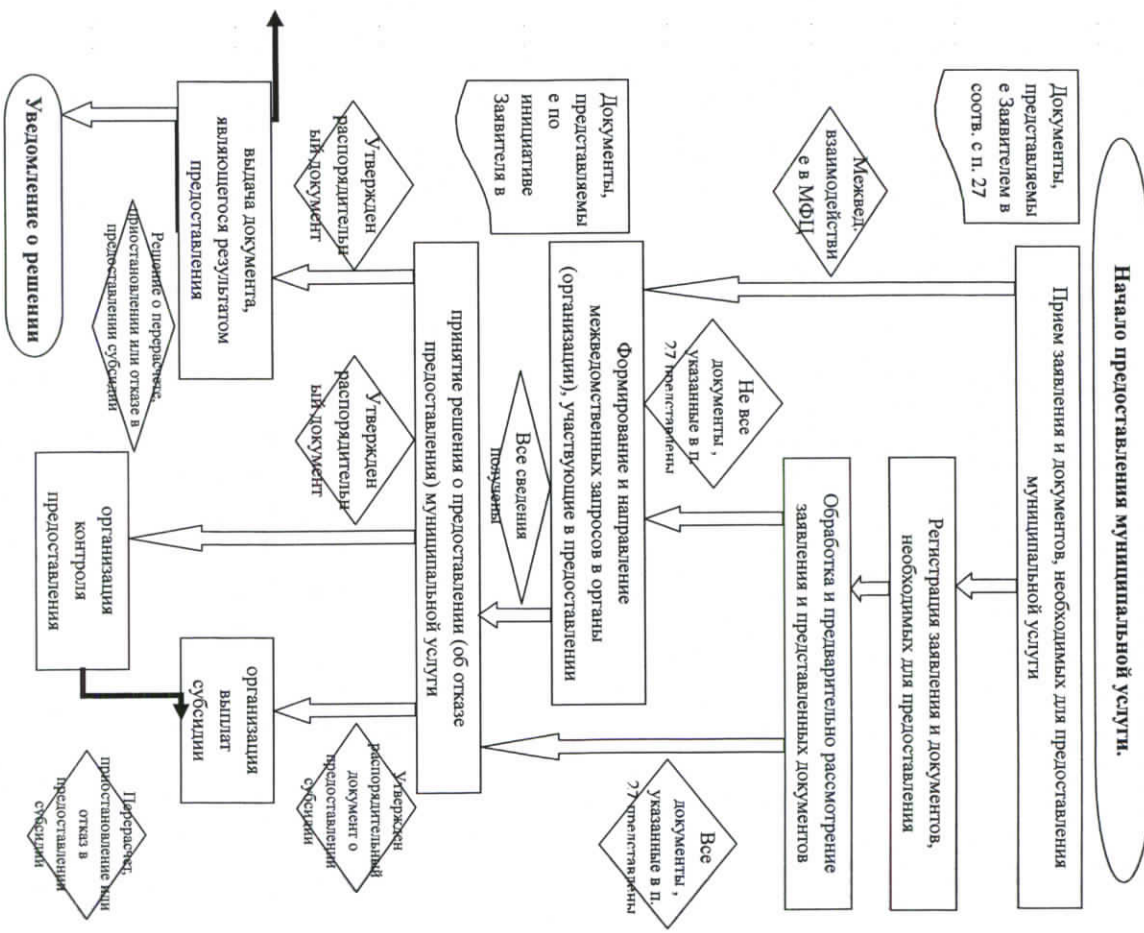 Начало предоставления муниципальной услуги.
Документы,
представляемы
е Заявителем в
соотв. с п. 27
Прием заявления и документов, необходимых для предоставления
муниципальной услуги
Регистрация заявления и документов,
необходимых для предоставления
Межвед.
взаимодействи
е в МФЦ
Обработка и предварительно рассмотрение
заявления и представленных документов
Не все
документы ,
указанные в п.
27 представлены
Все
документы ,
указанные в п.
27 представлены
Документы,
представляемы
е по
инициативе
Заявителя в
Формирование и направление
межведомственных запросов в органы
(организации), участвующие в предоставлении
Все сведения
получены
принятие решения о предоставлении (об отказе
предоставления) муниципальной услуги
Утвержден
распорядительн
ый документ
Утвержден
распорядительн
ый документ
Утвержден
распорядительный
документ о
предоставлении
субсидии
выдача документа,
являющегося результатом
предоставления
организация
выплат
субсидии
Решение о перерасчете,
приостановлении или отказе в
предоставлении субсидии
организация
контроля
предоставления
Перерасчет,
приостановление или
отказ в
предоставлении
субсидии
Уведомление о решении